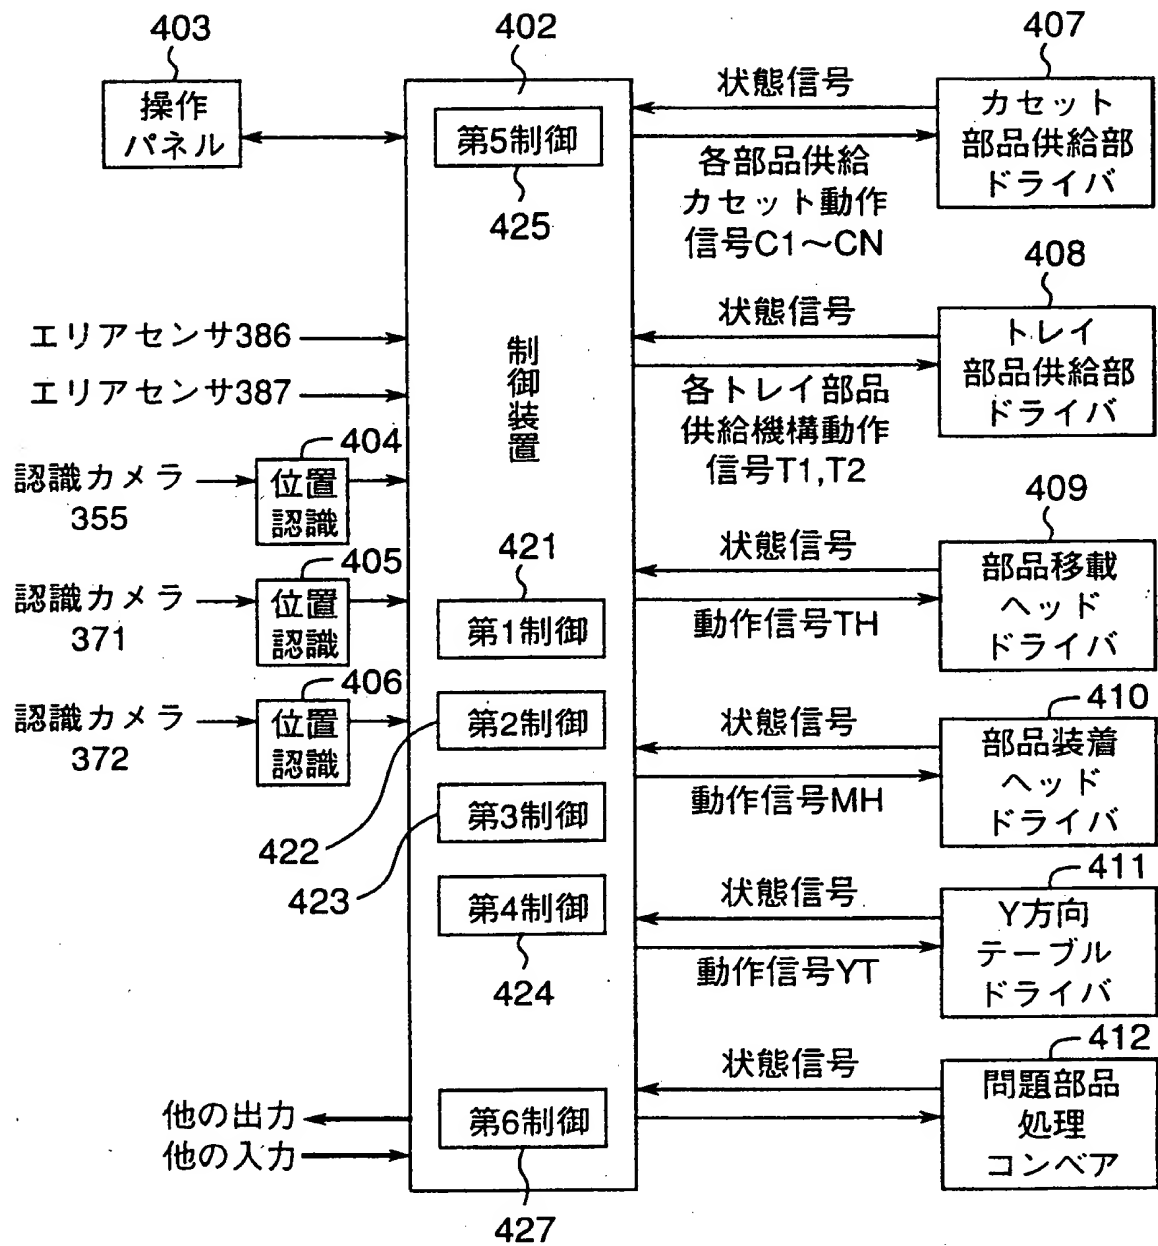 403
操作
パネル
402
第5制御
425
制御装置
407
カセット
部品供給部
ドライバ
状態信号
各部品供給
カセット動作
信号C1〜CN
408
トレイ
部品供給部
ドライバ
状態信号
各トレイ部品
供給機構動作
信号T1,T2
エリアセンサ386
エリアセンサ387
404
認識カメラ
355
位置
認識
405
認識カメラ
371
位置
認識
406
認識カメラ
372
位置
認識
421
第1制御
第2制御
422
第3制御
423
第4制御
424
409
部品移載
ヘッド
ドライバ
状態信号
動作信号TH
410
部品装着
ヘッド
ドライバ
状態信号
動作信号MH
411
Y方向
テーブル
ドライバ
状態信号
動作信号YT
412
問題部品
処理
コンベア
状態信号
他の出力
他の入力
第6制御
427